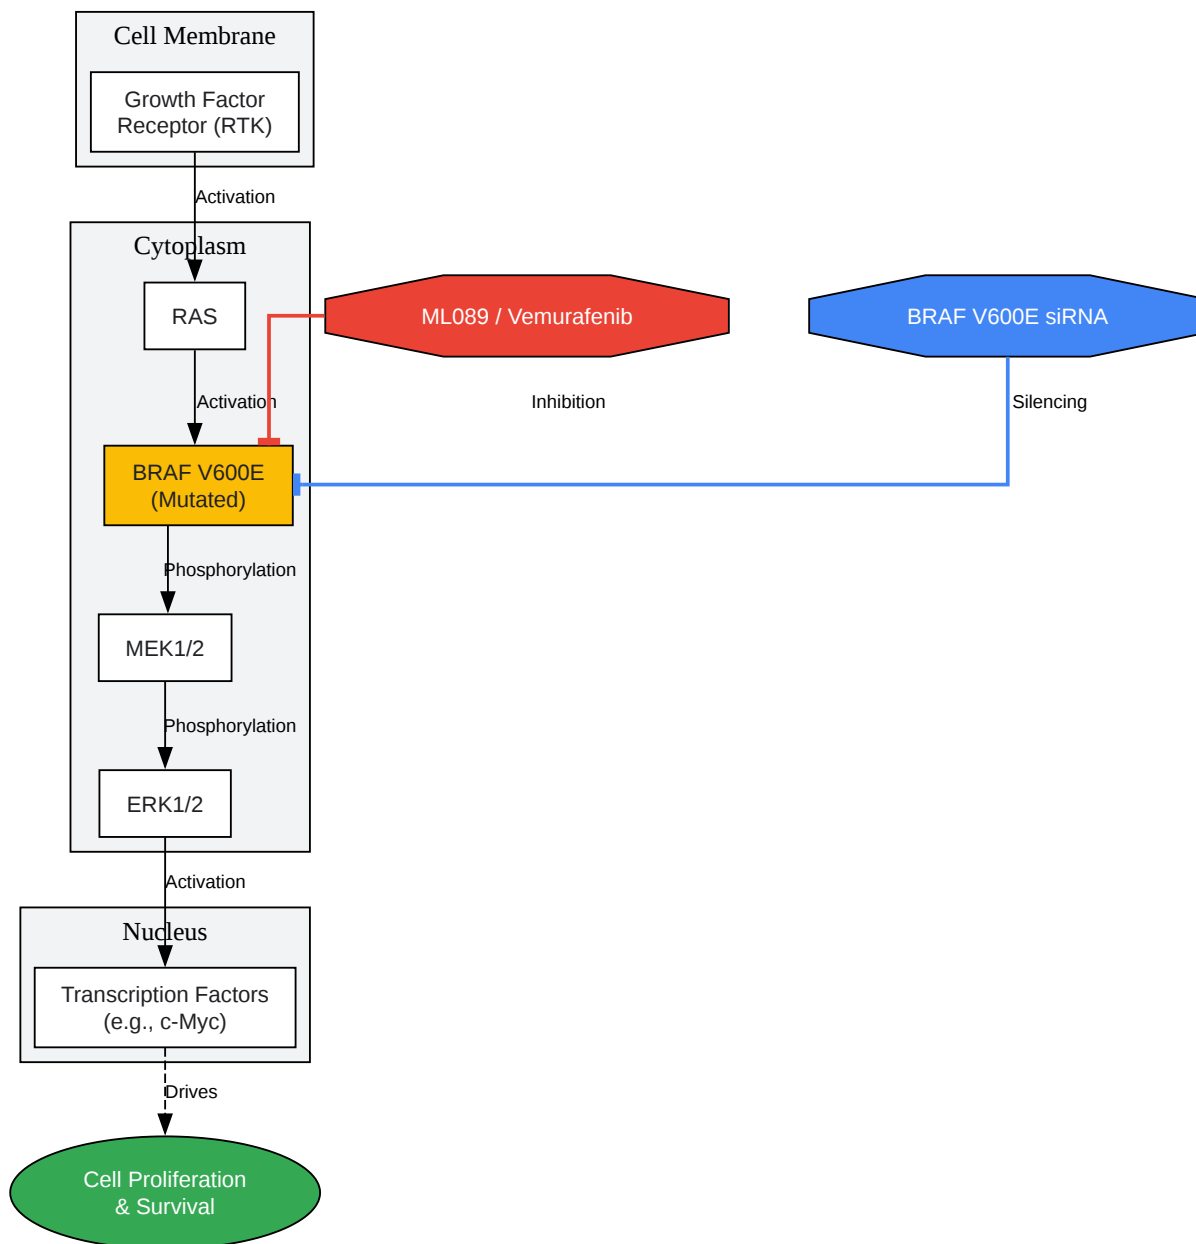 Cell Membrane
Growth Factor
Receptor (RTK)
Activation
Cytoplasm
RAS
ML089 / Vemurafenib
BRAF V600E siRNA
Activation
Inhibition
Silencing
BRAF V600E
(Mutated)
Phosphorylation
MEK1/2
Phosphorylation
ERK1/2
Activation
Nucleus
Transcription Factors
(e.g., c-Myc)
Drives
Cell Proliferation
& Survival